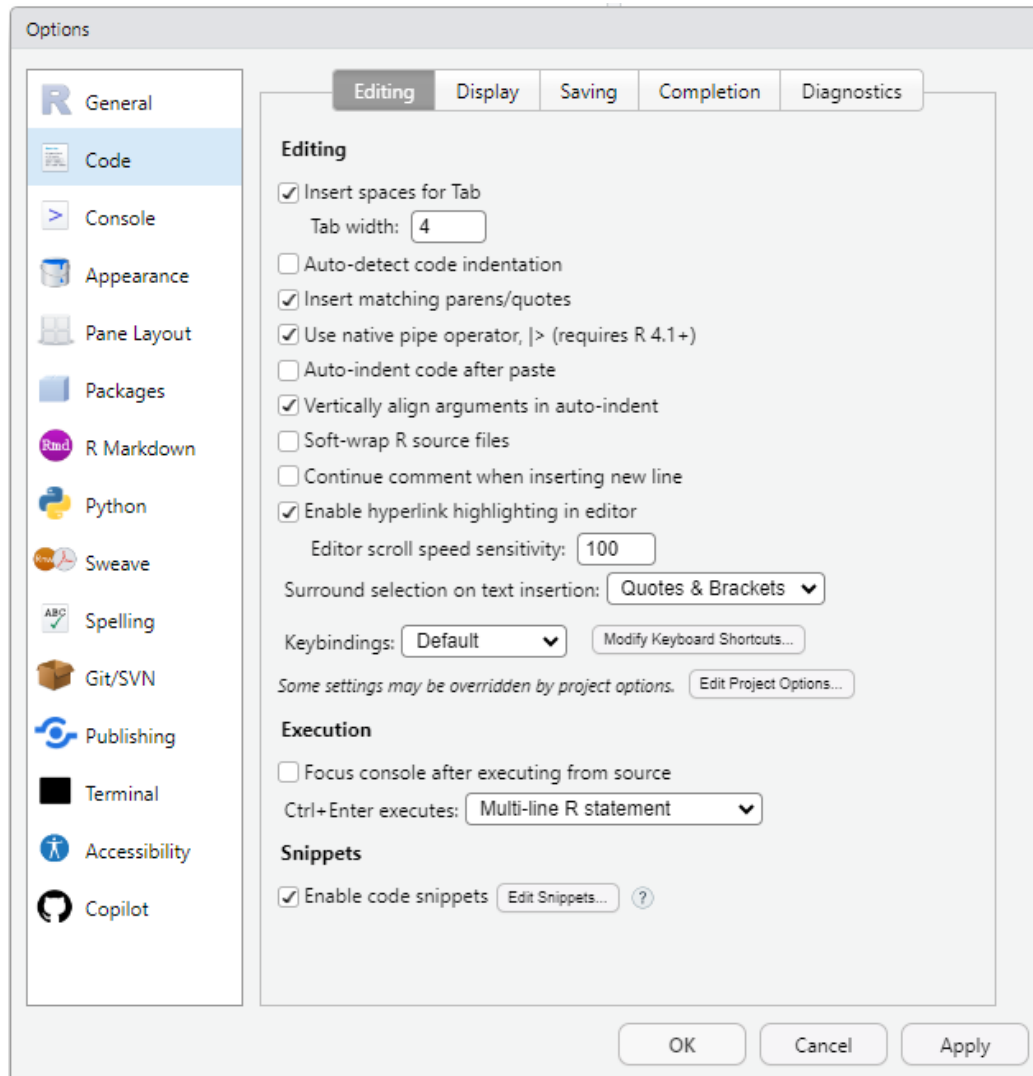 Options
General
Code
Console
Appearance
Pane Layout
Packages
Rmd R Markdown
Python
Rnw Sweave
ABC Spelling
Git/SVN
Publishing
Terminal
Accessibility
Copilot
Editing Display Saving Completion Diagnostics
Editing
Insert spaces for Tab
Tab width: 4
Auto-detect code indentation
Insert matching parens/quotes
Use native pipe operator, |> (requires R 4.1+)
Auto-indent code after paste
Vertically align arguments in auto-indent
Soft-wrap R source files
Continue comment when inserting new line
Enable hyperlink highlighting in editor
Editor scroll speed sensitivity: 100
Surround selection on text insertion: Quotes & Brackets
Keybindings: Default Modify Keyboard Shortcuts...
Some settings may be overridden by project options. Edit Project Options...
Execution
Focus console after executing from source
Ctrl+Enter executes: Multi-line R statement
Snippets
Enable code snippets Edit Snippets... ?
OK Cancel Apply